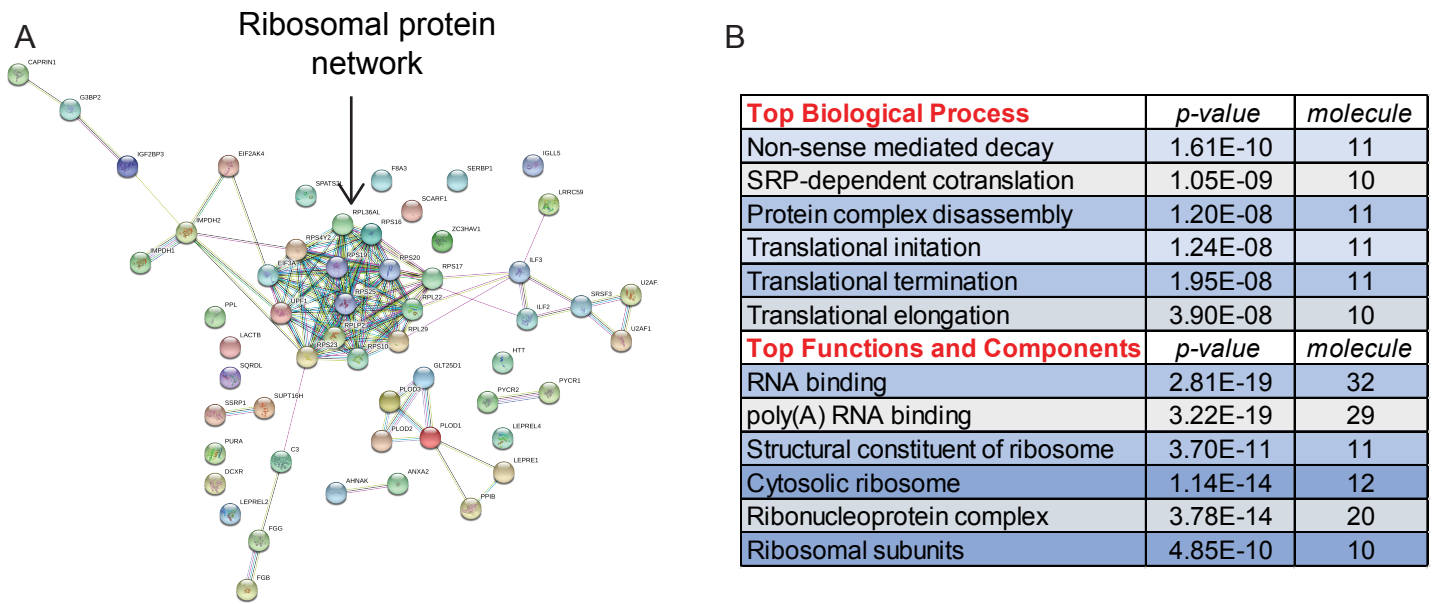 A
Ribosomal protein
network
CAPRIN1
G3BP2
IGF2BP3
EIF2AK4
IMPDH2
IMPDH1
SPATS2L
F8A3
SERBP1
IGLL5
LRRC59
SCARF1
ZC3HAV1
RPL36AL
RPS16
RPS4Y2
RPS19
RPS20
RPS17
EIF3A
RPS25
RPL22
UPF1
RPLP2
RPL29
RPS23
RPS10
ILF3
ILF2
SRSF3
U2AF
U2AF1
PPL
LACTB
SQRDL
SSRP1
SUPT16H
PURA
DCXR
LEPREL2
C3
FGG
FGB
GLT25D1
PLOD3
PLOD2
PLOD1
HTT
PYCR2
PYCR1
LEPREL4
LEPRE1
PPIB
AHNAK
ANXA2
B
Top Biological Process p-value molecule
Non-sense mediated decay 1.61E-10 11
SRP-dependent cotranslation 1.05E-09 10
Protein complex disassembly 1.20E-08 11
Translational initation 1.24E-08 11
Translational termination 1.95E-08 11
Translational elongation 3.90E-08 10
Top Functions and Components p-value molecule
RNA binding 2.81E-19 32
poly(A) RNA binding 3.22E-19 29
Structural constituent of ribosome 3.70E-11 11
Cytosolic ribosome 1.14E-14 12
Ribonucleoprotein complex 3.78E-14 20
Ribosomal subunits 4.85E-10 10